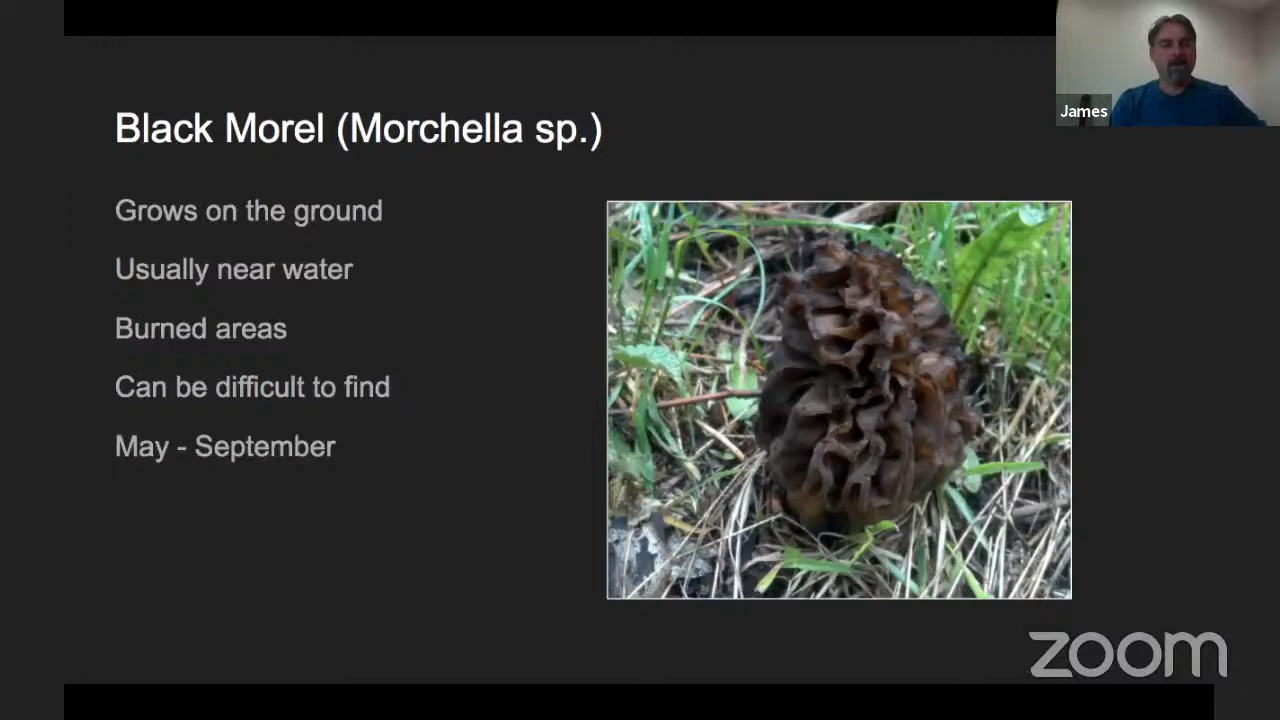 James
Black Morel (Morchella sp.)
Grows on the ground
Usually near water
Burned areas
Can be difficult to find
May - September
zoom